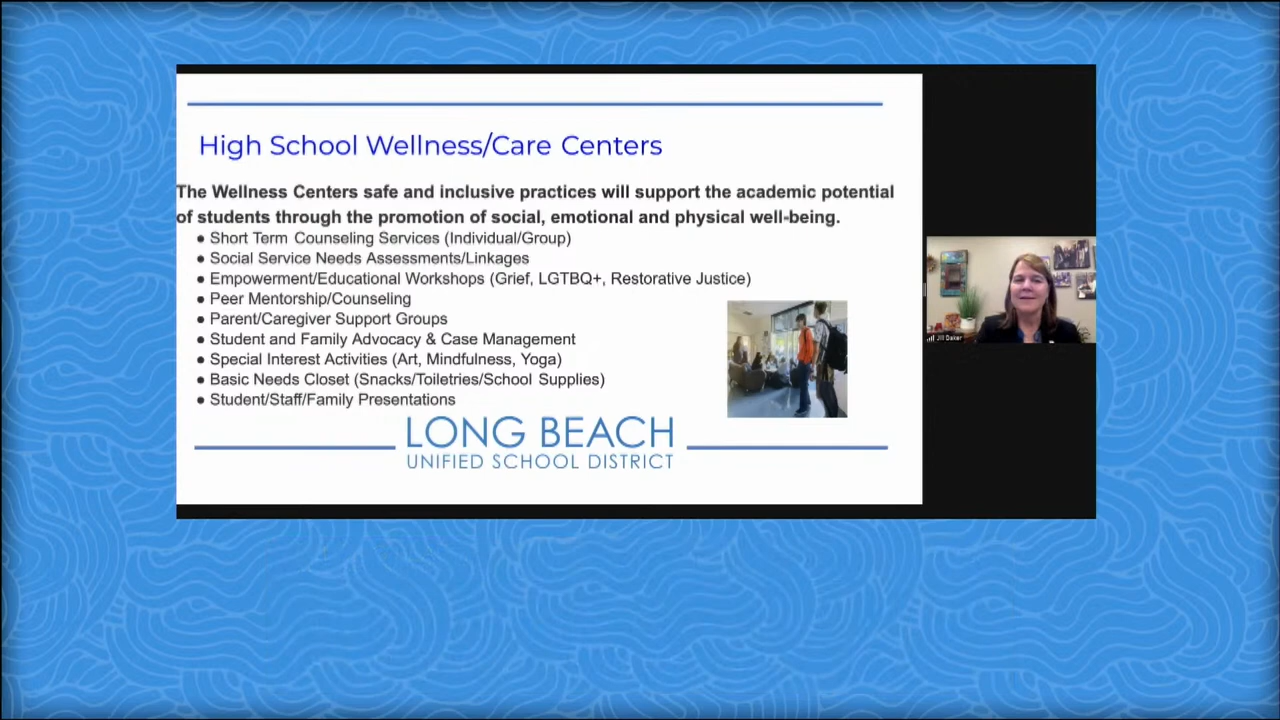 High School Wellness/Care Centers
The Wellness Centers safe and inclusive practices will support the academic potential
of students through the promotion of social, emotional and physical well-being.
● Short Term Counseling Services (Individual/Group)
● Social Service Needs Assessments/Linkages
● Empowerment/Educational Workshops (Grief, LGTBQ+, Restorative Justice)
● Peer Mentorship/Counseling
● Parent/Caregiver Support Groups
● Student and Family Advocacy & Case Management
● Special Interest Activities (Art, Mindfulness, Yoga)
● Basic Needs Closet (Snacks/Toiletries/School Supplies)
● Student/Staff/Family Presentations
LONG BEACH
UNIFIED SCHOOL DISTRICT
Jill Baker